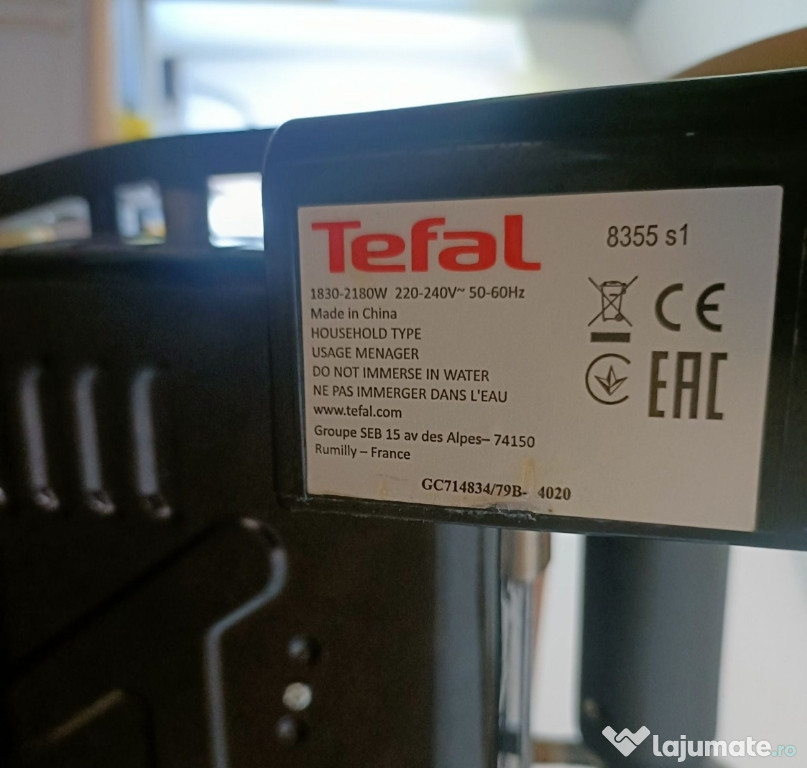 Tefal
8355 s1
1830-2180W 220-240V~ 50-60Hz
Made in China
HOUSEHOLD TYPE
USAGE MENAGER
DO NOT IMMERSE IN WATER
NE PAS IMMERGER DANS L'EAU
www.tefal.com
Groupe SEB 15 av des Alpes– 74150
Rumilly – France
GC714834/79B- 4020
CE
EAC
lajumate.ro